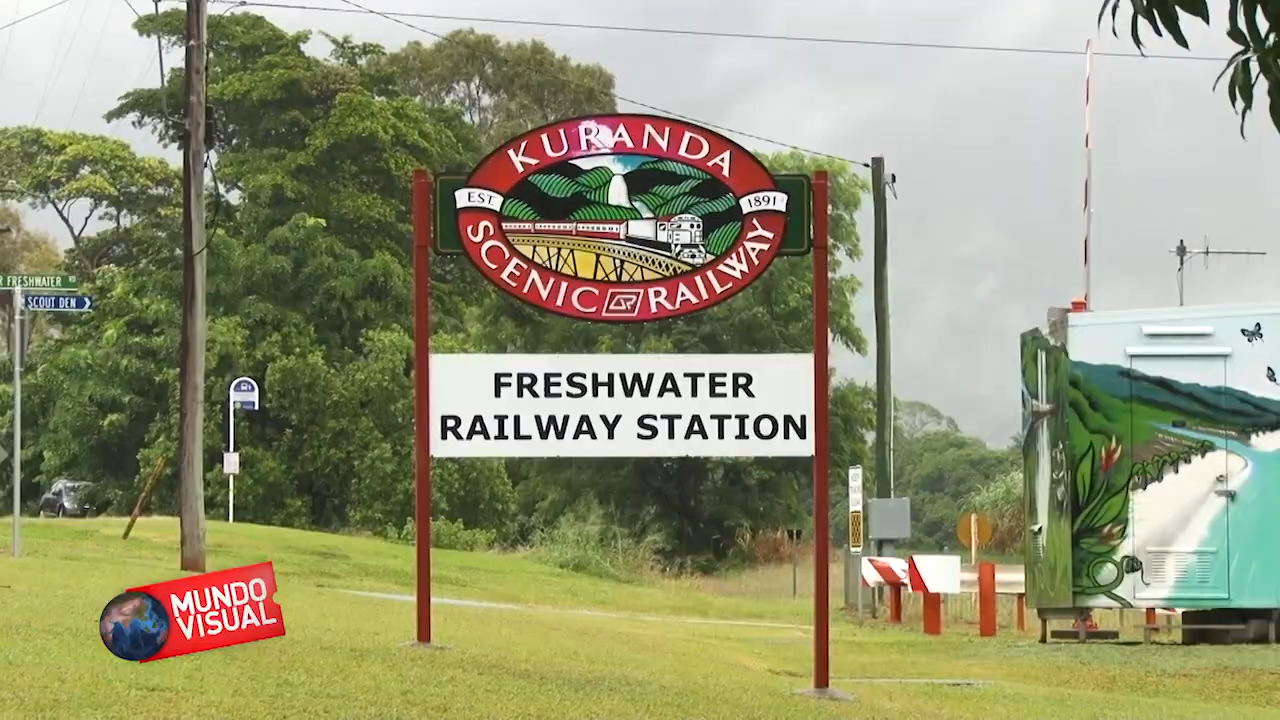 KURANDA
EST. 1891
SCENIC RAILWAY
FRESHWATER
RAILWAY STATION
FRESHWATER
SCOUT DEN
MUNDO
VISUAL